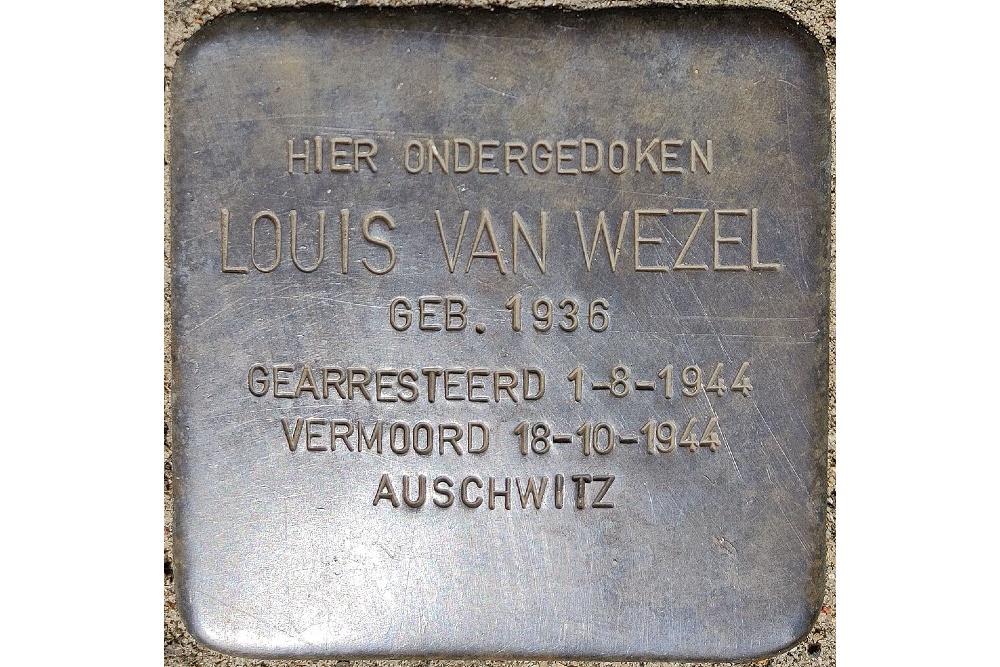 HIER ONDERGEDOKEN
LOUIS VAN WEZEL
GEB. 1936
GEARRESTEERD 1-8-1944
VERMOORD 18-10-1944
AUSCHWITZ